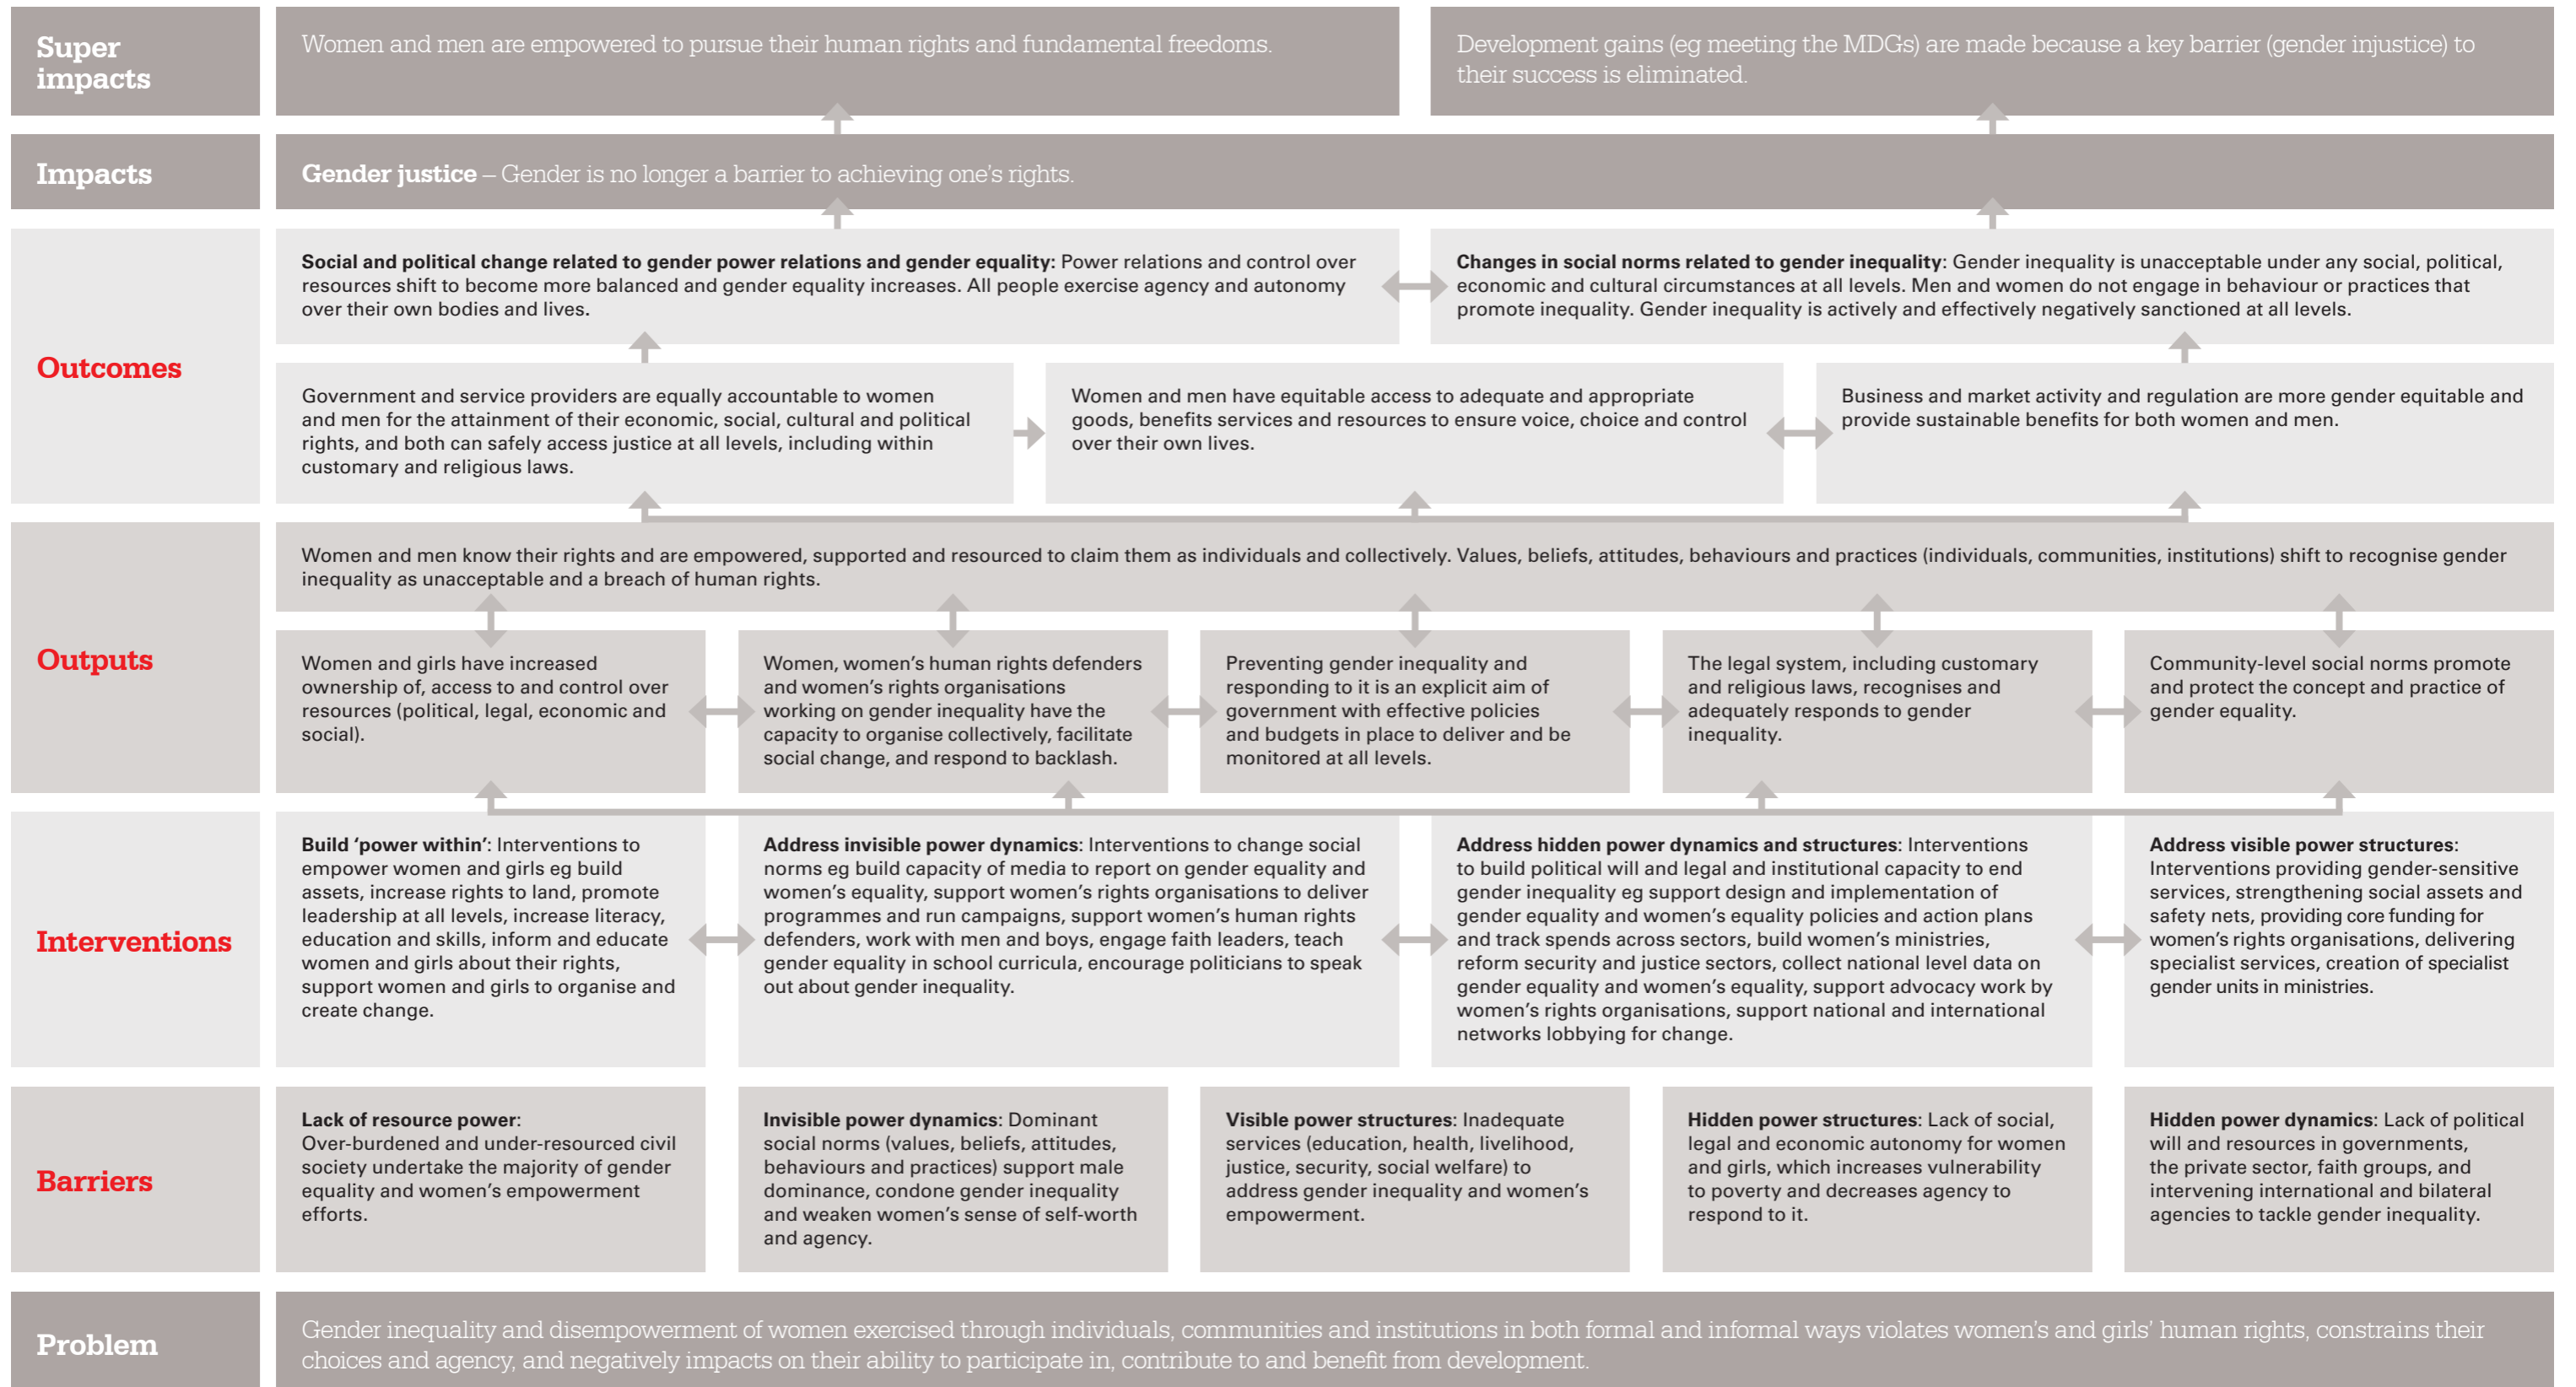 Super
impacts
Women and men are empowered to pursue their human rights and fundamental freedoms.
Development gains (eg meeting the MDGs) are made because a key barrier (gender injustice) to
their success is eliminated.
Impacts
Gender justice – Gender is no longer a barrier to achieving one’s rights.
Outcomes
Social and political change related to gender power relations and gender equality: Power relations and control over
resources shift to become more balanced and gender equality increases. All people exercise agency and autonomy
over their own bodies and lives.
Changes in social norms related to gender inequality: Gender inequality is unacceptable under any social, political,
economic and cultural circumstances at all levels. Men and women do not engage in behaviour or practices that
promote inequality. Gender inequality is actively and effectively negatively sanctioned at all levels.
Government and service providers are equally accountable to women
and men for the attainment of their economic, social, cultural and political
rights, and both can safely access justice at all levels, including within
customary and religious laws.
Women and men have equitable access to adequate and appropriate
goods, benefits services and resources to ensure voice, choice and control
over their own lives.
Business and market activity and regulation are more gender equitable and
provide sustainable benefits for both women and men.
Outputs
Women and men know their rights and are empowered, supported and resourced to claim them as individuals and collectively. Values, beliefs, attitudes, behaviours and practices (individuals, communities, institutions) shift to recognise gender
inequality as unacceptable and a breach of human rights.
Women and girls have increased
ownership of, access to and control over
resources (political, legal, economic and
social).
Women, women’s human rights defenders
and women’s rights organisations
working on gender inequality have the
capacity to organise collectively, facilitate
social change, and respond to backlash.
Preventing gender inequality and
responding to it is an explicit aim of
government with effective policies
and budgets in place to deliver and be
monitored at all levels.
The legal system, including customary
and religious laws, recognises and
adequately responds to gender
inequality.
Community-level social norms promote
and protect the concept and practice of
gender equality.
Interventions
Build ‘power within’: Interventions to
empower women and girls eg build
assets, increase rights to land, promote
leadership at all levels, increase literacy,
education and skills, inform and educate
women and girls about their rights,
support women and girls to organise and
create change.
Address invisible power dynamics: Interventions to change social
norms eg build capacity of media to report on gender equality and
women’s equality, support women’s rights organisations to deliver
programmes and run campaigns, support women’s human rights
defenders, work with men and boys, engage faith leaders, teach
gender equality in school curricula, encourage politicians to speak
out about gender inequality.
Address hidden power dynamics and structures: Interventions
to build political will and legal and institutional capacity to end
gender inequality eg support design and implementation of
gender equality and women’s equality policies and action plans
and track spends across sectors, build women’s ministries,
reform security and justice sectors, collect national level data on
gender equality and women’s equality, support advocacy work by
women’s rights organisations, support national and international
networks lobbying for change.
Address visible power structures:
Interventions providing gender-sensitive
services, strengthening social assets and
safety nets, providing core funding for
women’s rights organisations, delivering
specialist services, creation of specialist
gender units in ministries.
Barriers
Lack of resource power:
Over-burdened and under-resourced civil
society undertake the majority of gender
equality and women’s empowerment
efforts.
Invisible power dynamics: Dominant
social norms (values, beliefs, attitudes,
behaviours and practices) support male
dominance, condone gender inequality
and weaken women’s sense of self-worth
and agency.
Visible power structures: Inadequate
services (education, health, livelihood,
justice, security, social welfare) to
address gender inequality and women’s
empowerment.
Hidden power structures: Lack of social,
legal and economic autonomy for women
and girls, which increases vulnerability
to poverty and decreases agency to
respond to it.
Hidden power dynamics: Lack of political
will and resources in governments,
the private sector, faith groups, and
intervening international and bilateral
agencies to tackle gender inequality.
Problem
Gender inequality and disempowerment of women exercised through individuals, communities and institutions in both formal and informal ways violates women’s and girls’ human rights, constrains their
choices and agency, and negatively impacts on their ability to participate in, contribute to and benefit from development.